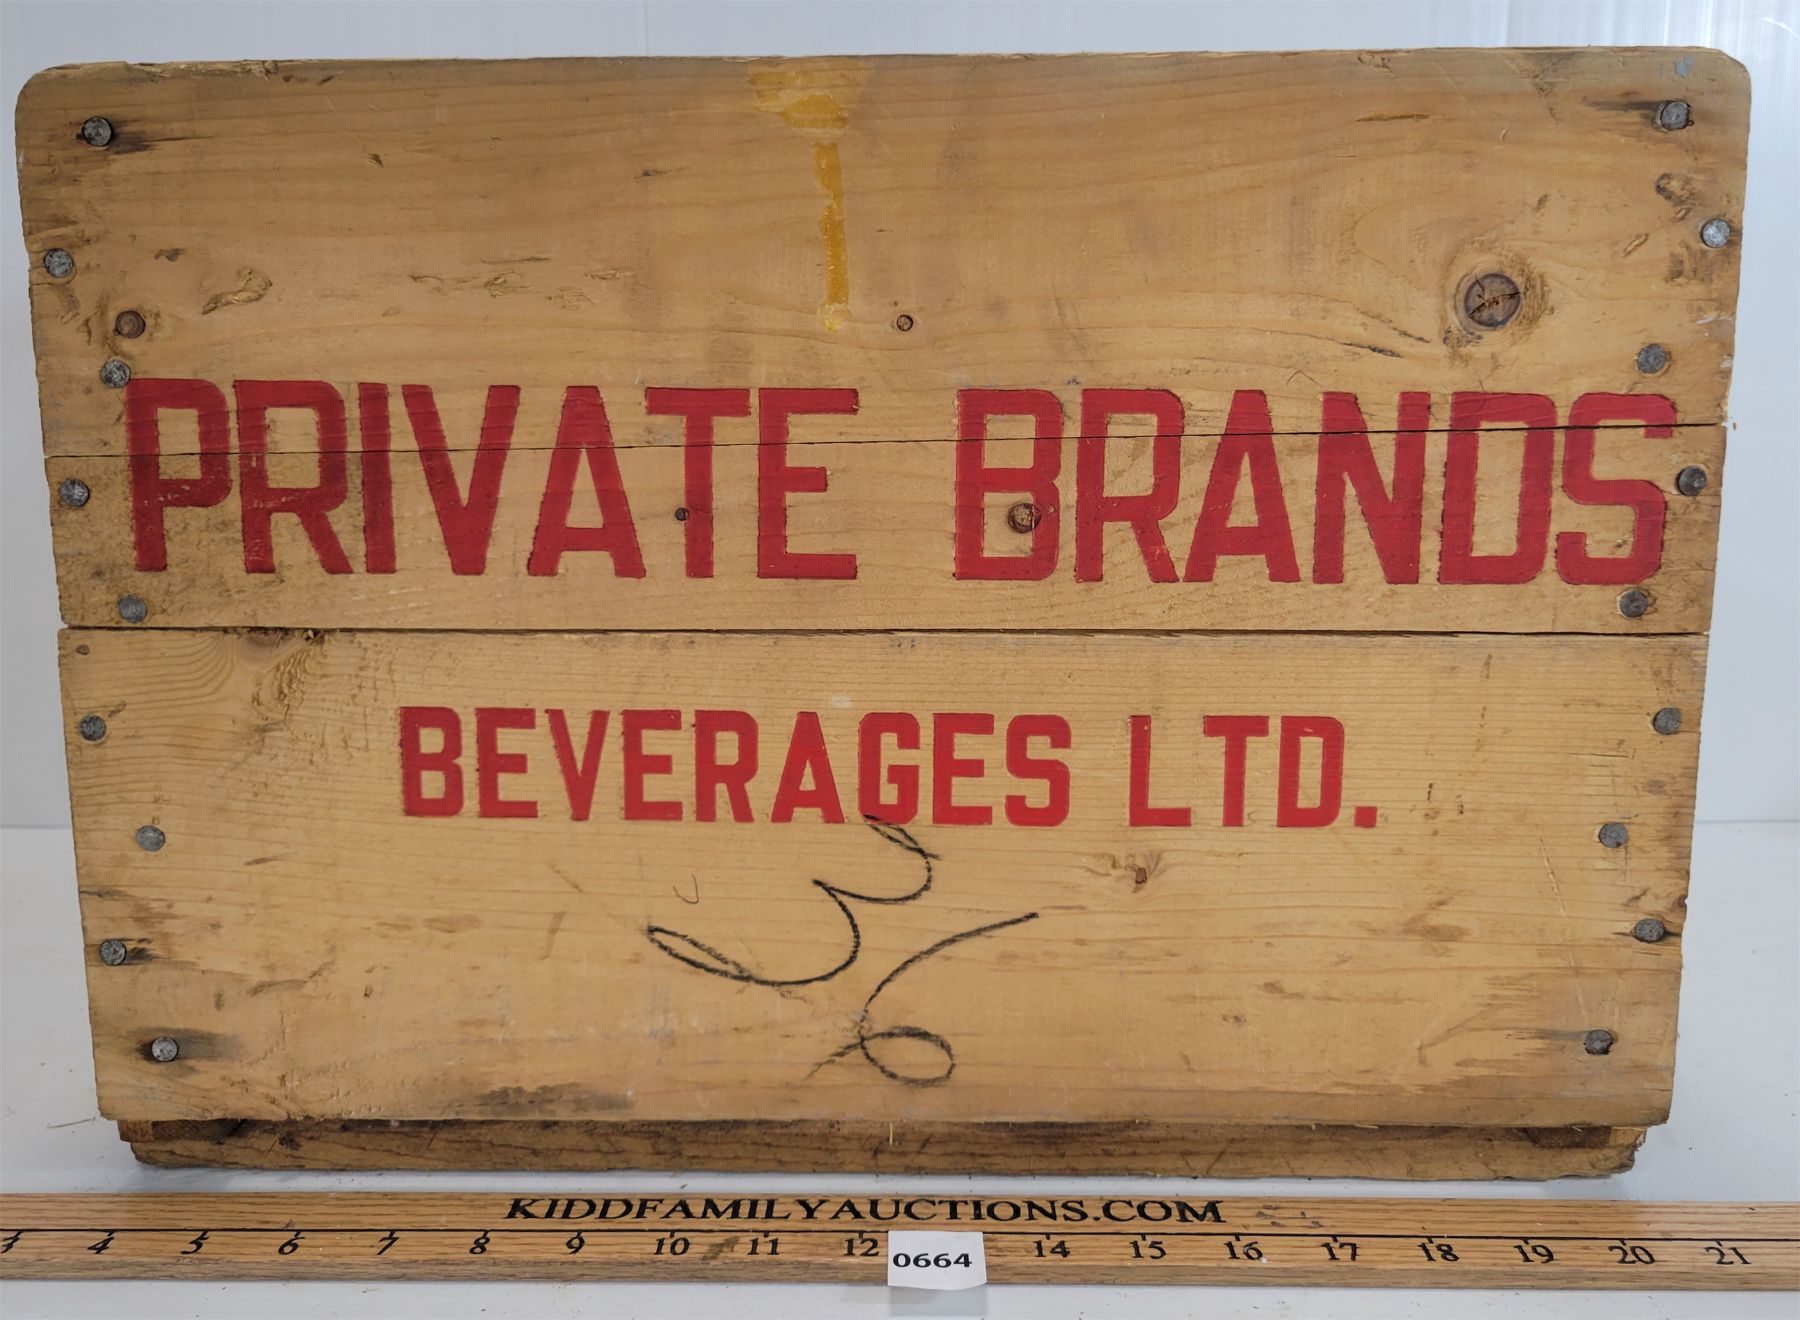 PRIVATE BRANDS
BEVERAGES LTD.
KIDDFAMILYAUCTIONS.COM
3 4 5 6 7 8 9 10 11 12 14 15 16 17 18 19 20 21
0664